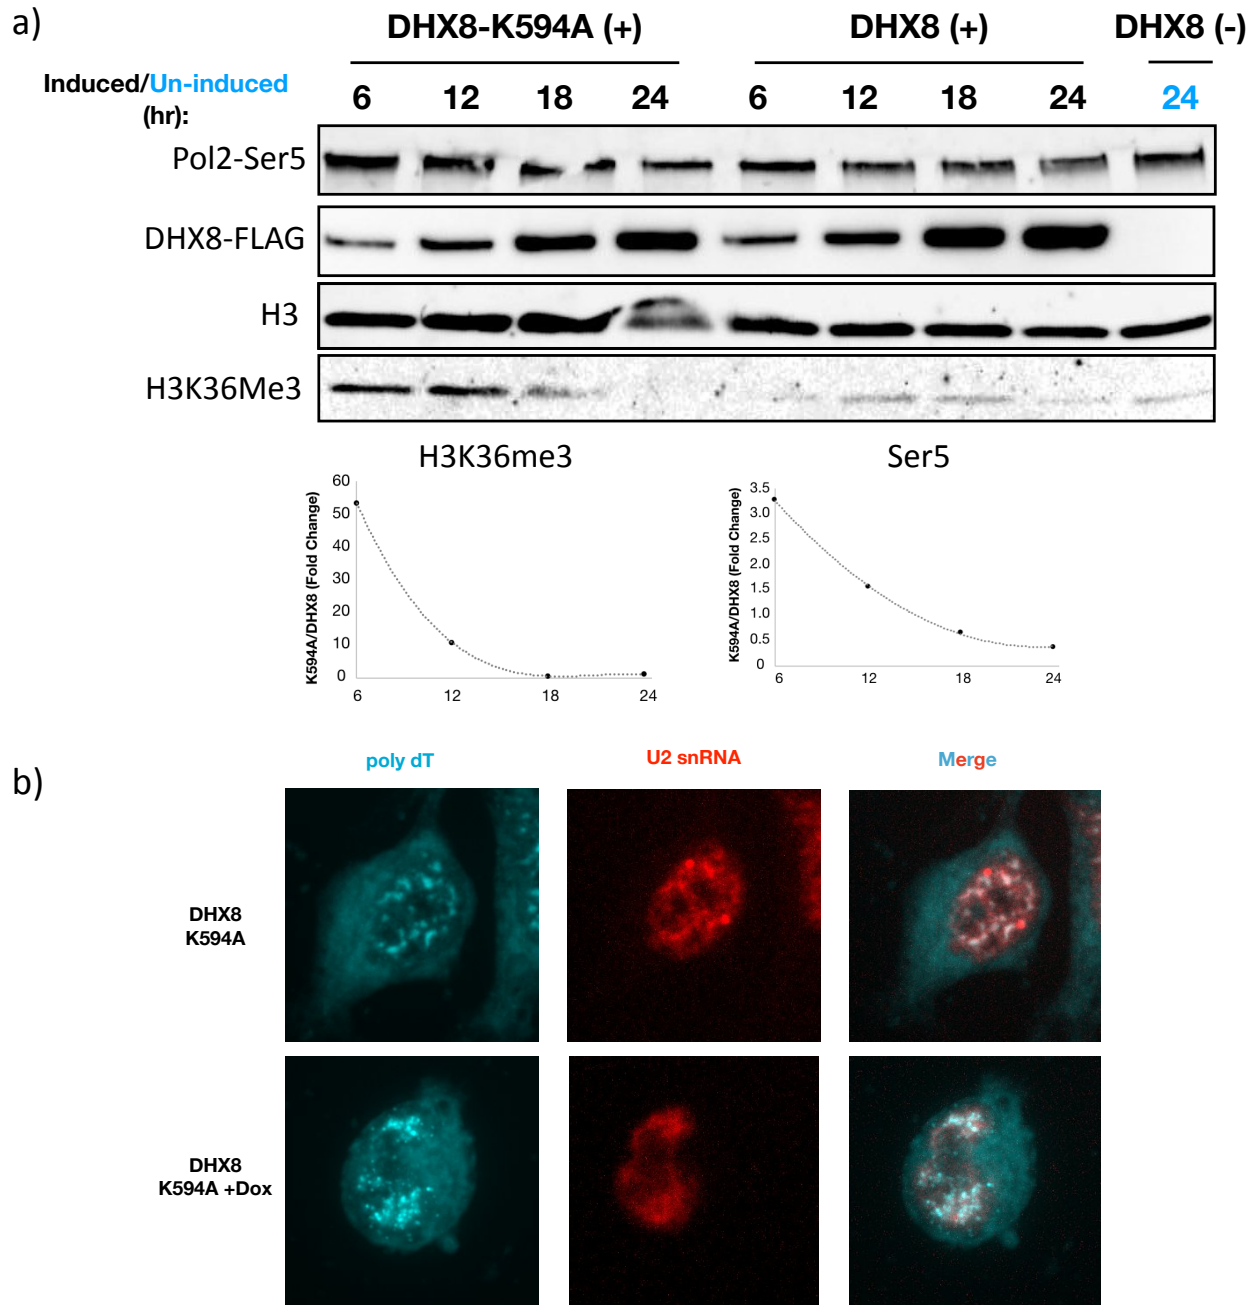 a)
DHX8-K594A (+) DHX8 (+) DHX8 (-)
Induced/Un-induced
(hr):
6 12 18 24 6 12 18 24 24
Pol2-Ser5
DHX8-FLAG
H3
H3K36Me3
H3K36me3
K594A/DHX8 (Fold Change)
60
50
40
30
20
10
0
6 12 18 24
Ser5
K594A/DHX8 (Fold Change)
3.5
3.0
2.5
2.0
1.5
1.0
0.5
0
6 12 18 24
b)
poly dT U2 snRNA Merge
DHX8
K594A
DHX8
K594A +Dox